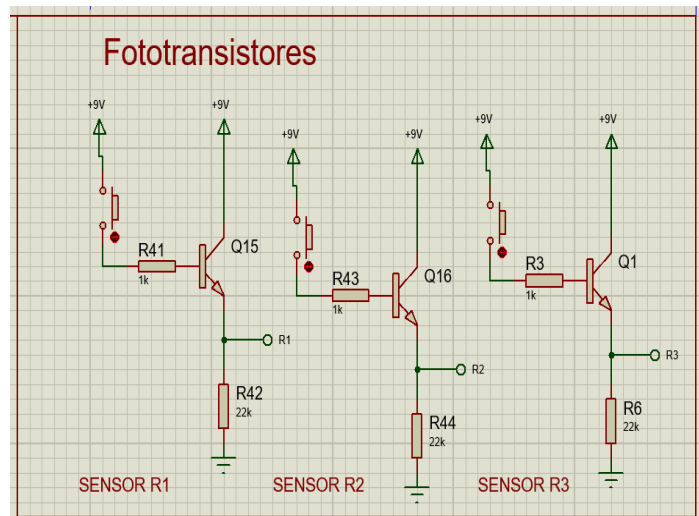 Fototransistores
+9V
+9V
R41
1k
Q15
R1
R42
22k
SENSOR R1
+9V
+9V
R43
1k
Q16
R2
R44
22k
SENSOR R2
+9V
+9V
R3
1k
Q1
R3
R6
22k
SENSOR R3